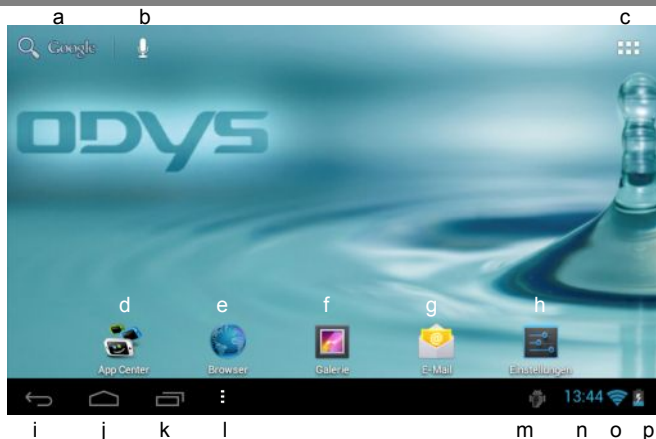 a b c
Google
ODYS
d e f g h
App Center Browser Galerie E-Mail Einstellungen
13:44
i j k l m n o p